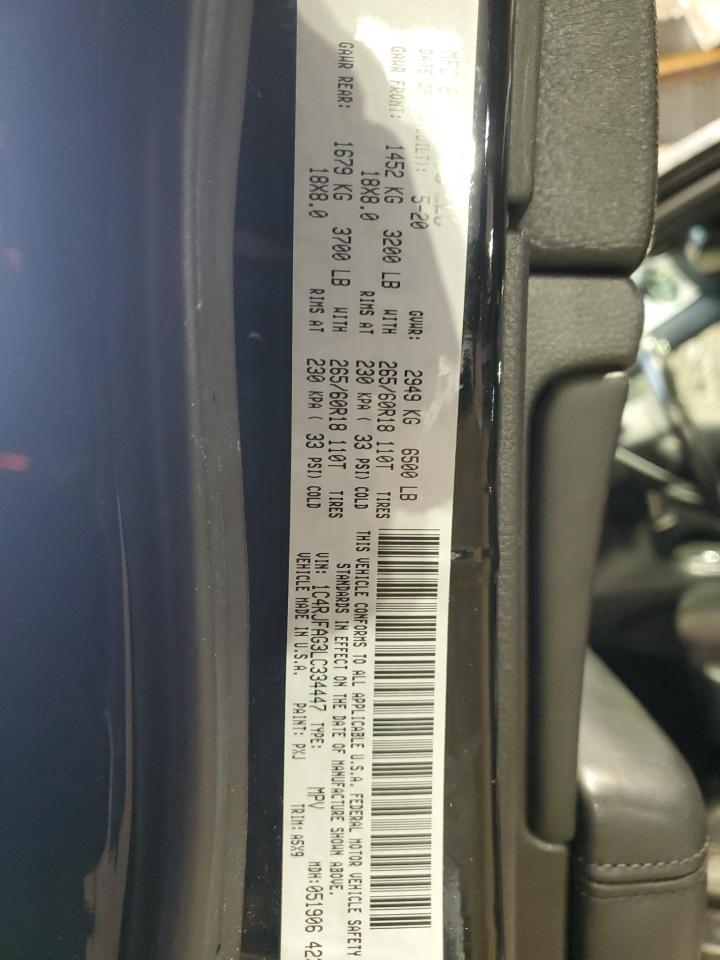 MFG B
DATE OF 5-20 GVWR: 2949 KG 6500 LB
GAWR FRONT: 1452 KG 3200 LB WITH 265/60R18 110T TIRES
18X8.0 RIMS AT 230 KPA ( 33 PSI) COLD
GAWR REAR: 1679 KG 3700 LB WITH 265/60R18 110T TIRES
18X8.0 RIMS AT 230 KPA ( 33 PSI) COLD
THIS VEHICLE CONFORMS TO ALL APPLICABLE U.S.A. FEDERAL MOTOR VEHICLE SAFETY
STANDARDS IN EFFECT ON THE DATE OF MANUFACTURE SHOWN ABOVE.
VIN: 1C4RJFAG3LC334447 TYPE: MPV MDH:051906 42
VEHICLE MADE IN U.S.A. PAINT: PXJ TRIM: A5X9